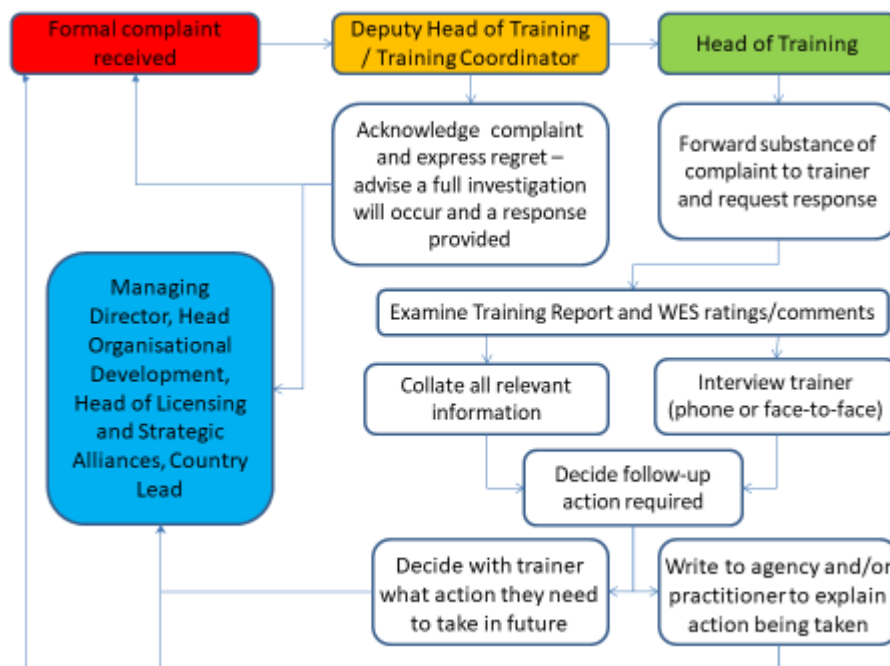 Formal complaint
received
Deputy Head of Training
/ Training Coordinator
Head of Training
Acknowledge complaint
and express regret –
advise a full investigation
will occur and a response
provided
Forward substance of
complaint to trainer
and request response
Managing
Director, Head
Organisational
Development,
Head of Licensing
and Strategic
Alliances, Country
Lead
Examine Training Report and WES ratings/comments
Collate all relevant
information
Interview trainer
(phone or face-to-face)
Decide follow-up
action required
Decide with trainer
what action they need
to take in future
Write to agency and/or
practitioner to explain
action being taken